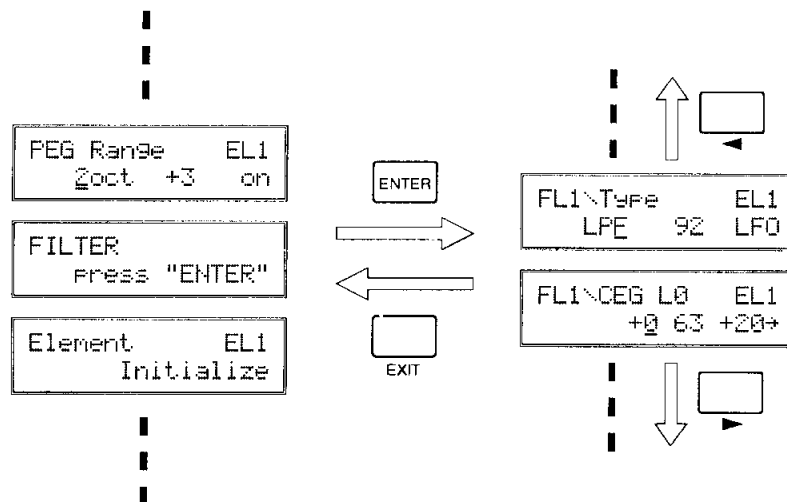 PEG Range EL1
2oct +3 on
FILTER
press "ENTER"
Element EL1
Initialize
ENTER
EXIT
FL1\Type EL1
LPE 92 LFO
FL1\CEG L0 EL1
+0 63 +20→